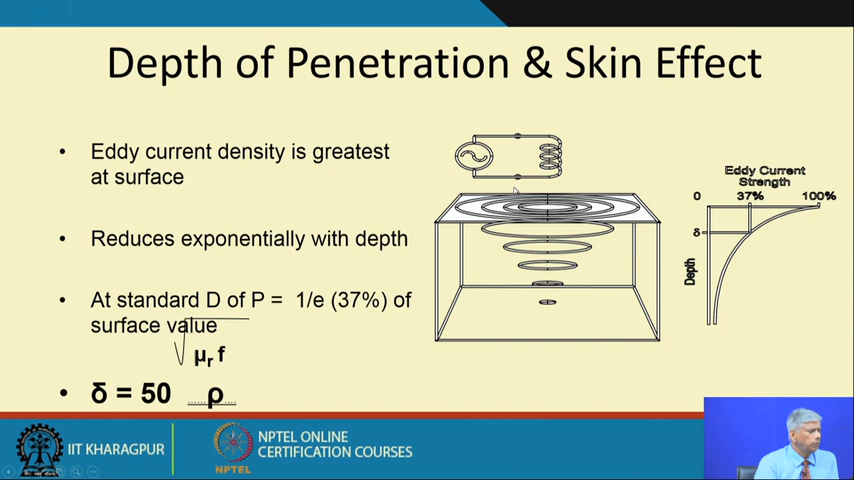 Depth of Penetration & Skin Effect
• Eddy current density is greatest
at surface
• Reduces exponentially with depth
• At standard D of P = 1/e (37%) of
surface value
√ μr f
• δ = 50 ρ
Eddy Current
Strength
0 37% 100%
δ
Depth
IIT KHARAGPUR
NPTEL
NPTEL ONLINE
CERTIFICATION COURSES